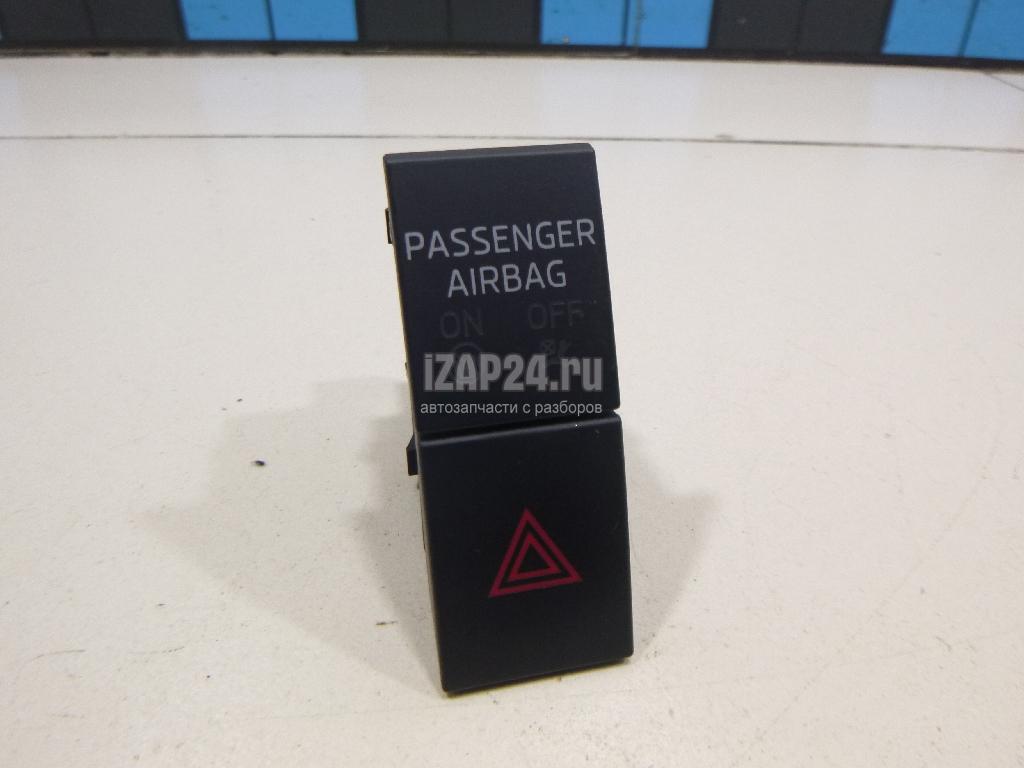 PASSENGER
AIRBAG
ON OFF
iZAP24.ru
автозапчасти с разборов